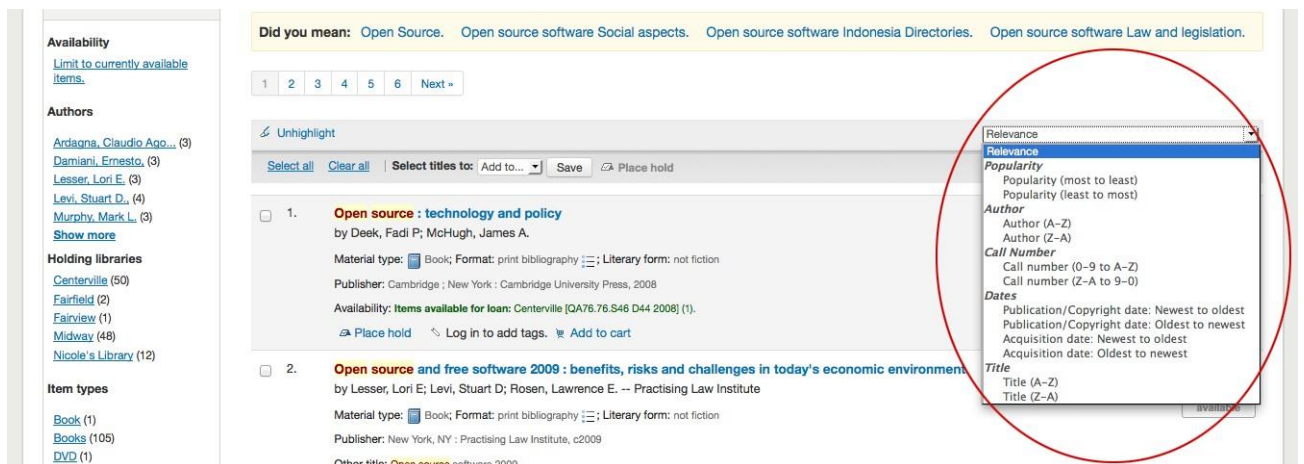 Availability
Limit to currently available
items.
Authors
Ardagna, Claudio Ago... (3)
Damiani, Ernesto, (3)
Lesser, Lori E. (3)
Levi, Stuart D., (4)
Murphy, Mark L. (3)
Show more
Holding libraries
Centerville (50)
Fairfield (2)
Fairview (1)
Midway (48)
Nicole's Library (12)
Item types
Book (1)
Books (105)
DVD (1)
Did you mean: Open Source. Open source software Social aspects. Open source software Indonesia Directories. Open source software Law and legislation.
1 2 3 4 5 6 Next »
Unhighlight
Select all Clear all | Select titles to: Add to... Save Place hold
1. Open source : technology and policy
by Deek, Fadi P; McHugh, James A.
Material type: Book; Format: print bibliography ; Literary form: not fiction
Publisher: Cambridge ; New York : Cambridge University Press, 2008
Availability: Items available for loan: Centerville [QA76.76.S46 D44 2008] (1).
Place hold Log in to add tags. Add to cart
2. Open source and free software 2009 : benefits, risks and challenges in today's economic environment
by Lesser, Lori E; Levi, Stuart D; Rosen, Lawrence E. -- Practising Law Institute
Material type: Book; Format: print bibliography ; Literary form: not fiction
Publisher: New York, NY : Practising Law Institute, c2009
Other title: Open source software 2009
Relevance
Relevance
Popularity
Popularity (most to least)
Popularity (least to most)
Author
Author (A-Z)
Author (Z-A)
Call Number
Call number (0-9 to A-Z)
Call number (Z-A to 9-0)
Dates
Publication/Copyright date: Newest to oldest
Publication/Copyright date: Oldest to newest
Acquisition date: Newest to oldest
Acquisition date: Oldest to newest
Title
Title (A-Z)
Title (Z-A)
available